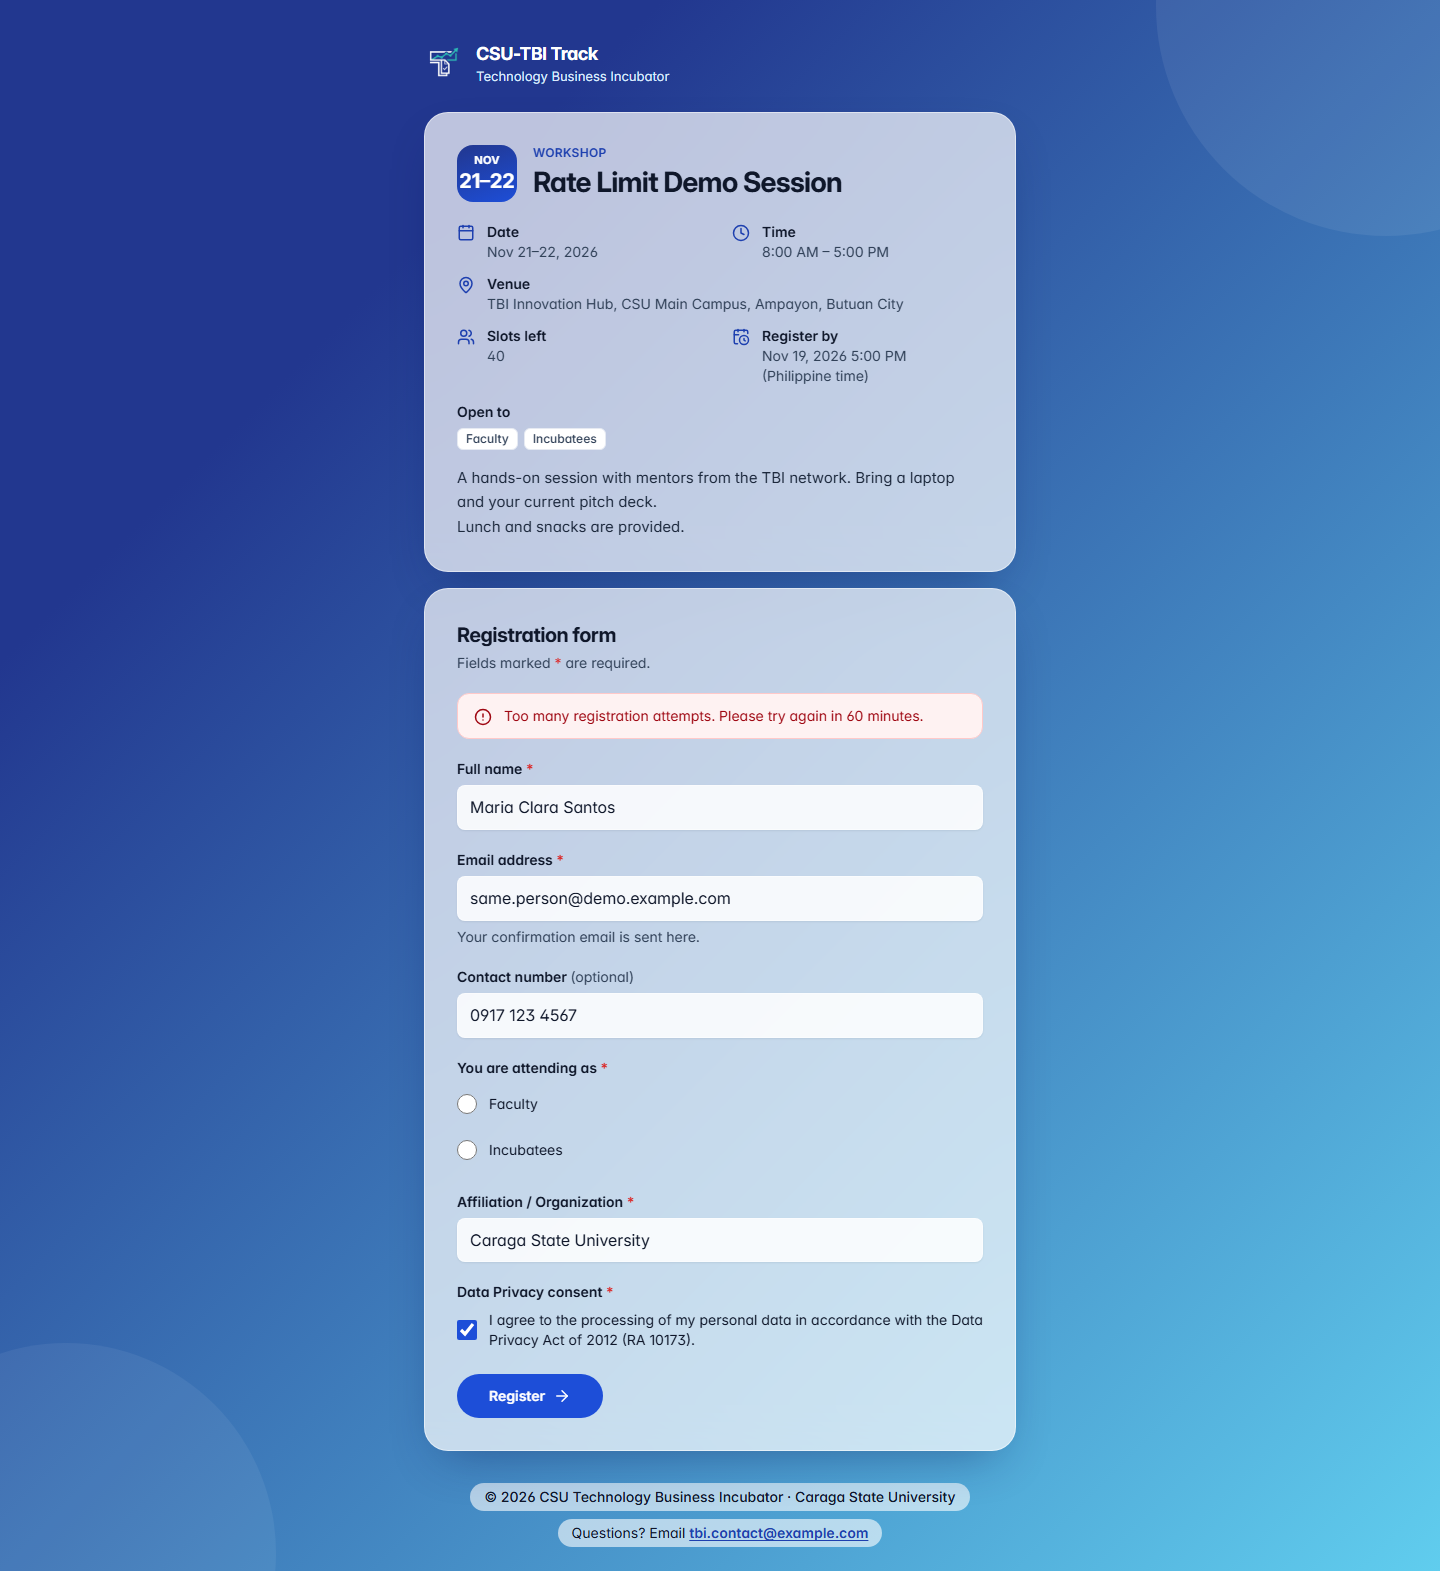 CSU-TBI Track
Technology Business Incubator
NOV
21–22
WORKSHOP
Rate Limit Demo Session
Date
Nov 21–22, 2026
Time
8:00 AM – 5:00 PM
Venue
TBI Innovation Hub, CSU Main Campus, Ampayon, Butuan City
Slots left
40
Register by
Nov 19, 2026 5:00 PM
(Philippine time)
Open to
Faculty
Incubatees
A hands-on session with mentors from the TBI network. Bring a laptop
and your current pitch deck.
Lunch and snacks are provided.
Registration form
Fields marked * are required.
Too many registration attempts. Please try again in 60 minutes.
Full name *
Maria Clara Santos
Email address *
same.person@demo.example.com
Your confirmation email is sent here.
Contact number (optional)
0917 123 4567
You are attending as *
Faculty
Incubatees
Affiliation / Organization *
Caraga State University
Data Privacy consent *
I agree to the processing of my personal data in accordance with the Data
Privacy Act of 2012 (RA 10173).
Register
© 2026 CSU Technology Business Incubator · Caraga State University
Questions? Email tbi.contact@example.com